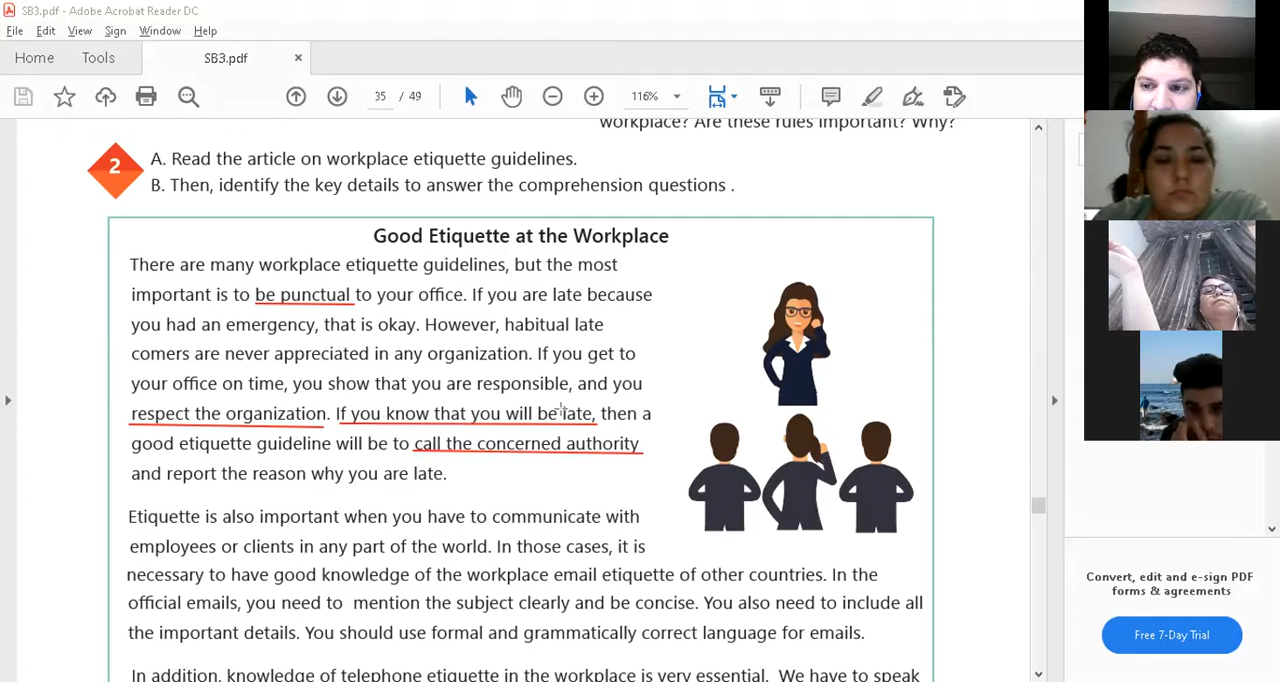 SB3.pdf - Adobe Acrobat Reader DC
File Edit View Sign Window Help
Home Tools SB3.pdf ×
35 / 49 116%
workplace? Are these rules important? Why?
2
A. Read the article on workplace etiquette guidelines.
B. Then, identify the key details to answer the comprehension questions .
Good Etiquette at the Workplace
There are many workplace etiquette guidelines, but the most
important is to be punctual to your office. If you are late because
you had an emergency, that is okay. However, habitual late
comers are never appreciated in any organization. If you get to
your office on time, you show that you are responsible, and you
respect the organization. If you know that you will be late, then a
good etiquette guideline will be to call the concerned authority
and report the reason why you are late.
Etiquette is also important when you have to communicate with
employees or clients in any part of the world. In those cases, it is
necessary to have good knowledge of the workplace email etiquette of other countries. In the
official emails, you need to mention the subject clearly and be concise. You also need to include all
the important details. You should use formal and grammatically correct language for emails.
In addition, knowledge of telephone etiquette in the workplace is very essential. We have to speak
Convert, edit and e-sign PDF
forms & agreements
Free 7-Day Trial